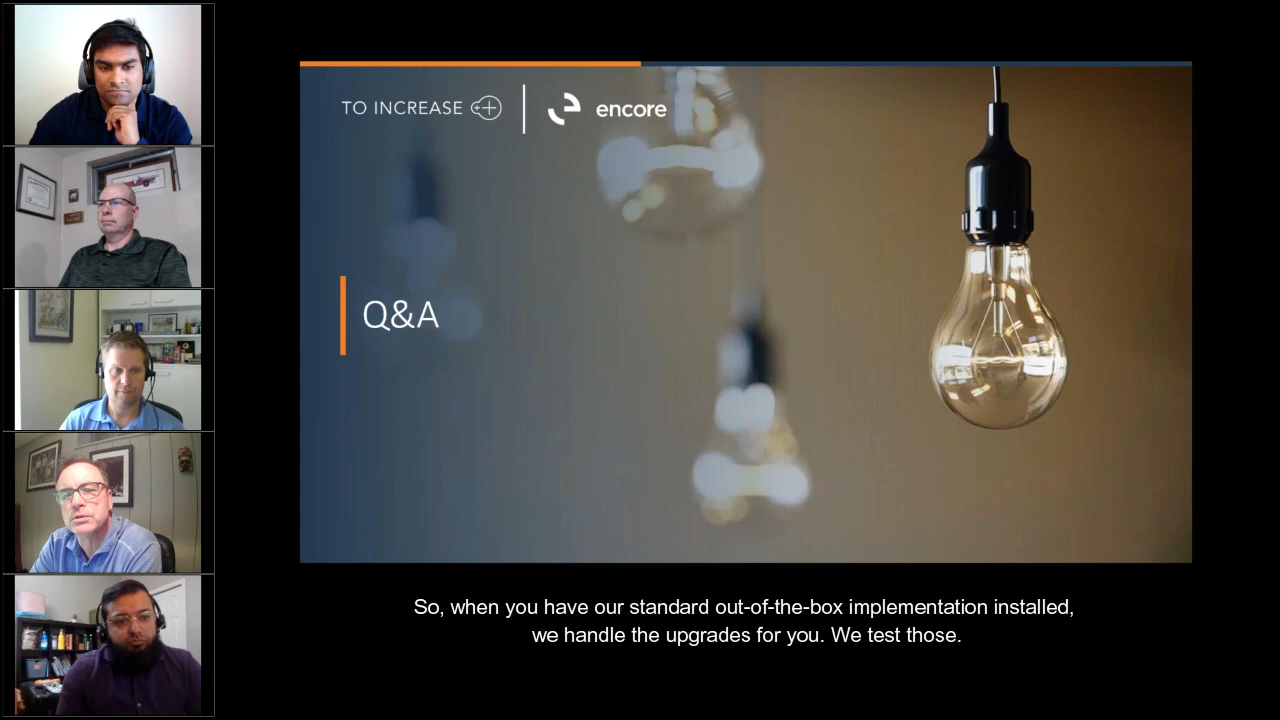 TO INCREASE
encore
Q&A
So, when you have our standard out-of-the-box implementation installed,
we handle the upgrades for you. We test those.